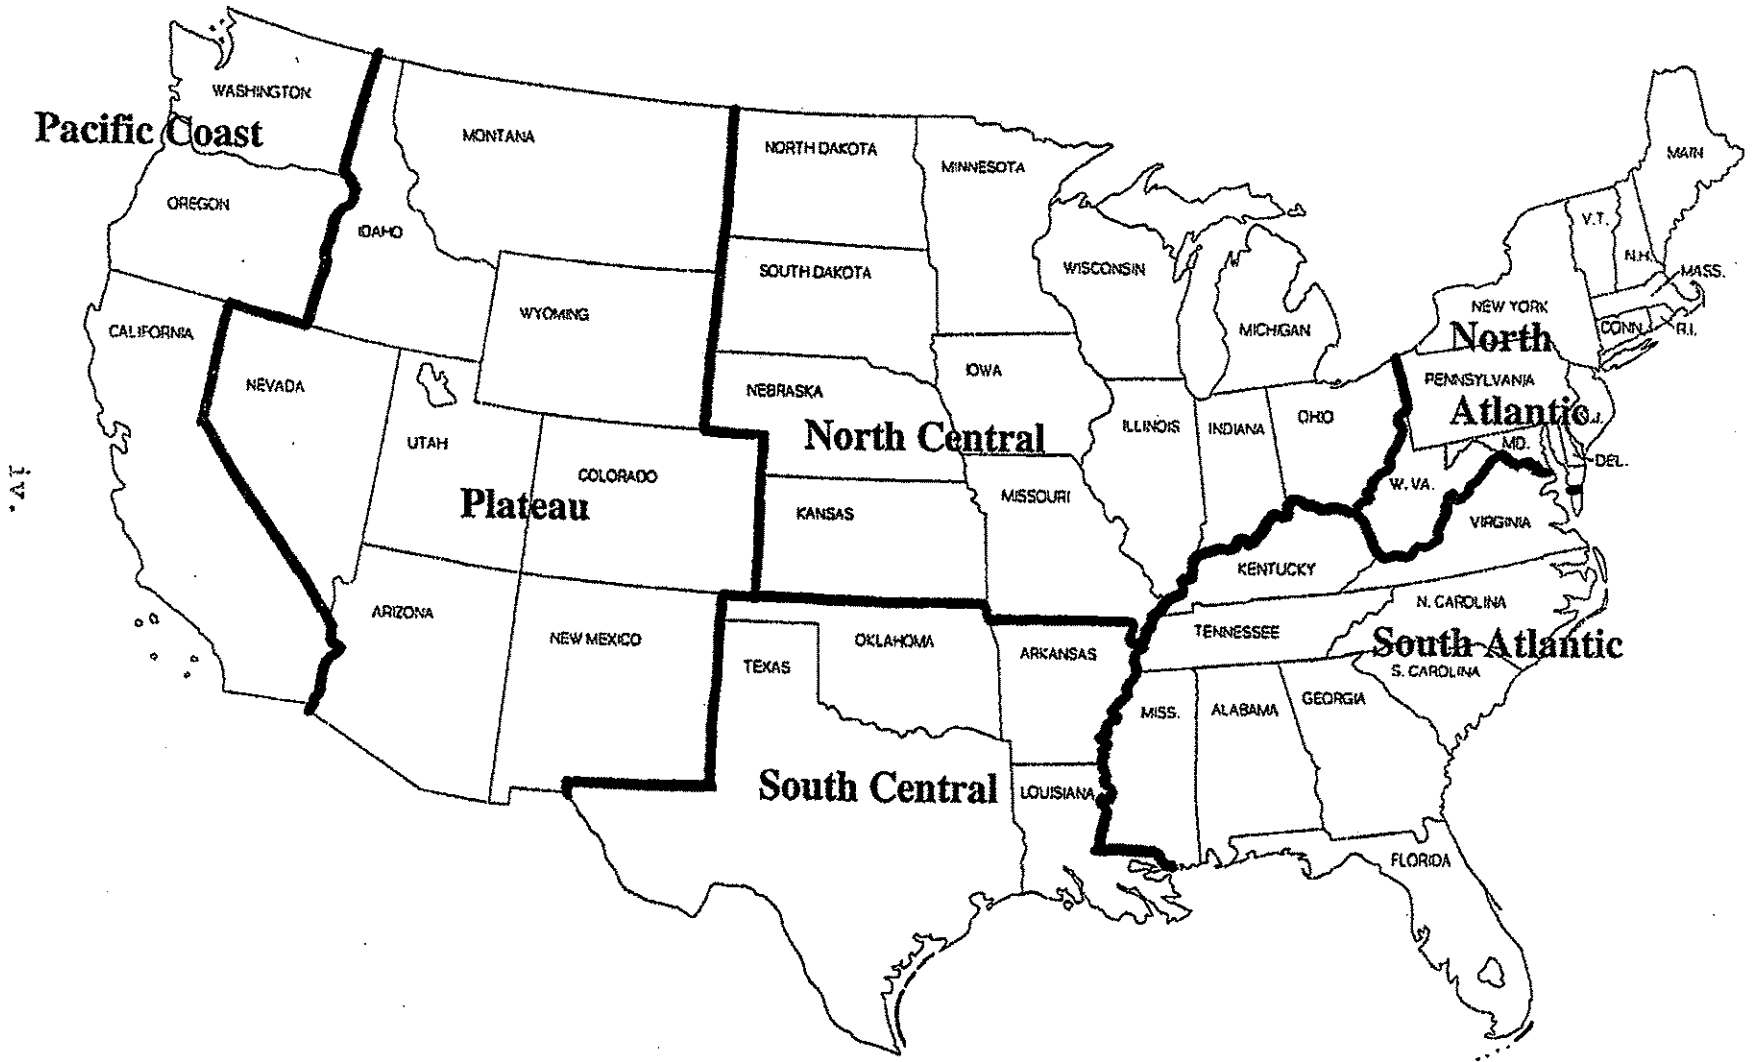 WASHINGTON
Pacific Coast
MONTANA
NORTH DAKOTA
MINNESOTA
MAIN
OREGON
IDAHO
V.T.
N.H.
MASS.
SOUTH DAKOTA
WISCONSIN
WYOMING
NEW YORK
CALIFORNIA
MICHIGAN
CONN.
R.I.
North
NEVADA
NEBRASKA
IOWA
PENNSYLVANIA
Atlantic
J.
OHIO
ILLINOIS
INDIANA
UTAH
North Central
MD.
DEL.
COLORADO
Plateau
MISSOURI
W. VA.
KANSAS
VIRGINIA
iv.
KENTUCKY
ARIZONA
N. CAROLINA
NEW MEXICO
OKLAHOMA
TENNESSEE
South Atlantic
TEXAS
ARKANSAS
S. CAROLINA
MISS.
ALABAMA
GEORGIA
South Central
LOUISIANA
FLORIDA